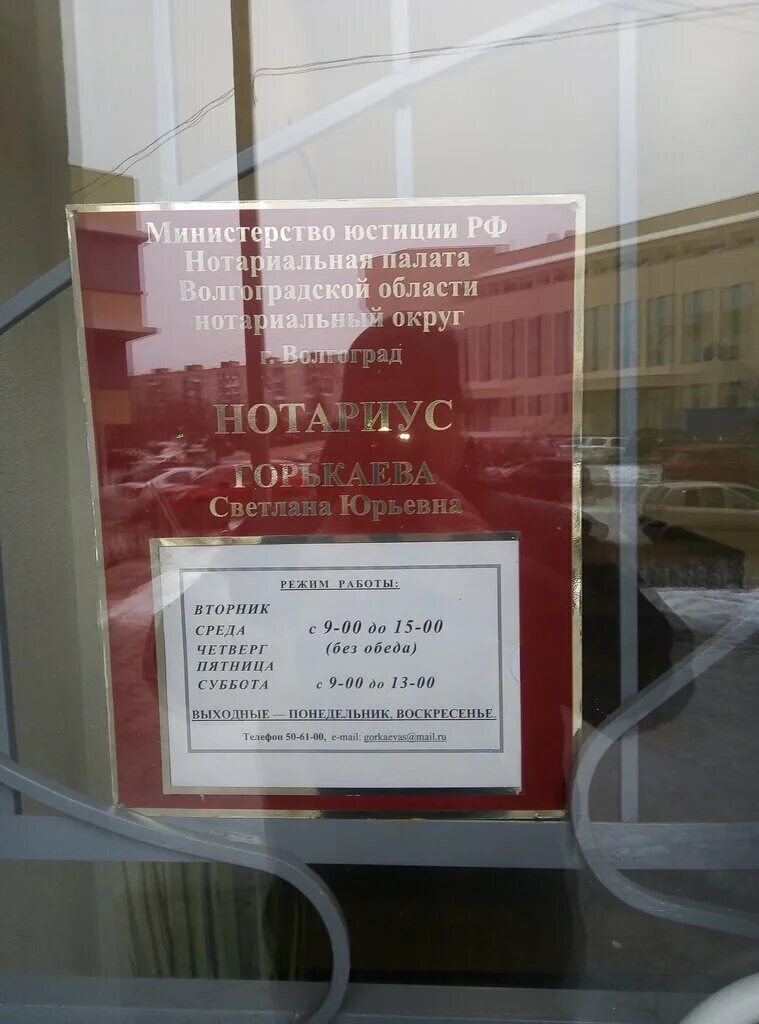 Министерство юстиции РФ
Нотариальная палата
Волгоградской области
нотариальный округ
г. Волгоград
НОТАРИУС
ГОРЬКАЕВА
Светлана Юрьевна
РЕЖИМ РАБОТЫ:
ВТОРНИК
СРЕДА с 9-00 до 15-00
ЧЕТВЕРГ (без обеда)
ПЯТНИЦА
СУББОТА с 9-00 до 13-00
ВЫХОДНЫЕ — ПОНЕДЕЛЬНИК, ВОСКРЕСЕНЬЕ.
Телефон 50-61-00, e-mail: gorkaevas@mail.ru